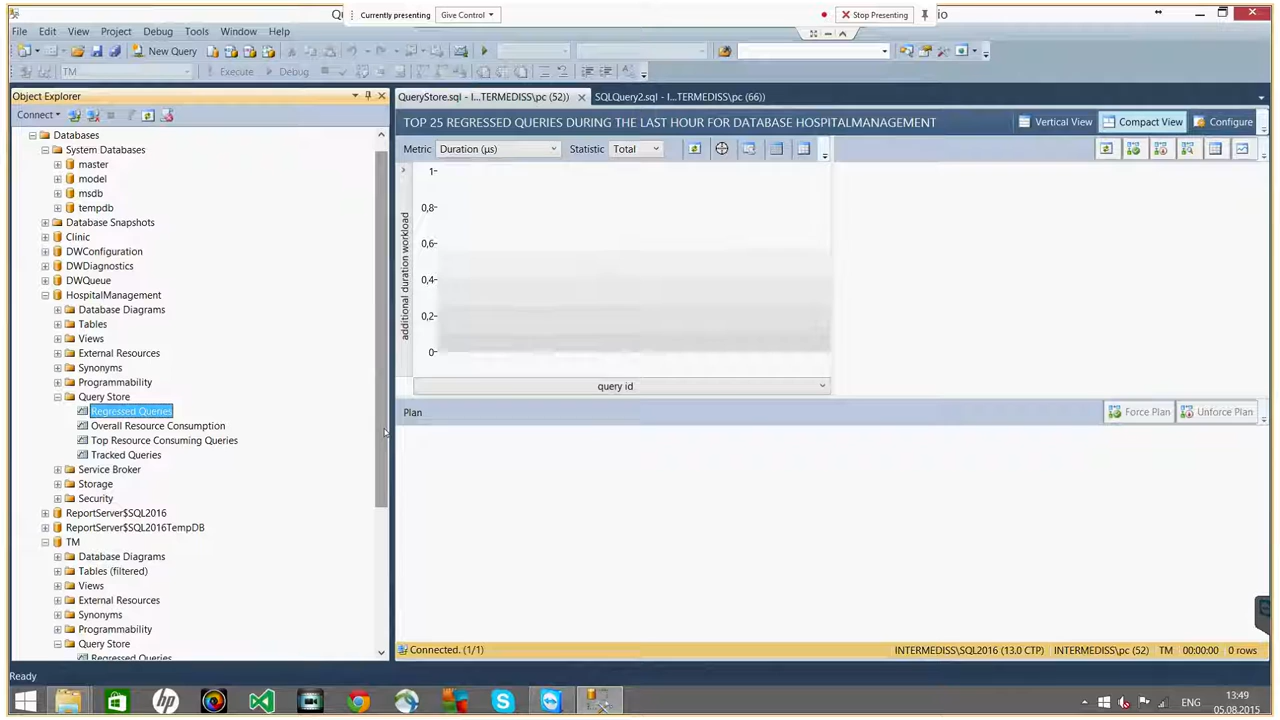 Qu
Currently presenting
Give Control
Stop Presenting
io
File Edit View Project Debug Tools Window Help
New Query
TM
Execute
Debug
Object Explorer
Connect
Databases
System Databases
master
model
msdb
tempdb
Database Snapshots
Clinic
DWConfiguration
DWDiagnostics
DWQueue
HospitalManagement
Database Diagrams
Tables
Views
External Resources
Synonyms
Programmability
Query Store
Regressed Queries
Overall Resource Consumption
Top Resource Consuming Queries
Tracked Queries
Service Broker
Storage
Security
ReportServer$SQL2016
ReportServer$SQL2016TempDB
TM
Database Diagrams
Tables (filtered)
Views
External Resources
Synonyms
Programmability
Query Store
Regressed Queries
QueryStore.sql - I...TERMEDISS\pc (52))
SQLQuery2.sql - I...TERMEDISS\pc (66))
TOP 25 REGRESSED QUERIES DURING THE LAST HOUR FOR DATABASE HOSPITALMANAGEMENT
Vertical View
Compact View
Configure
Metric Duration (µs) Statistic Total
additional duration workload
1
0,8
0,6
0,4
0,2
0
query id
Plan
Force Plan
Unforce Plan
Connected. (1/1)
INTERMEDISS\SQL2016 (13.0 CTP) INTERMEDISS\pc (52) TM 00:00:00 0 rows
Ready
ENG
13:49
05.08.2015